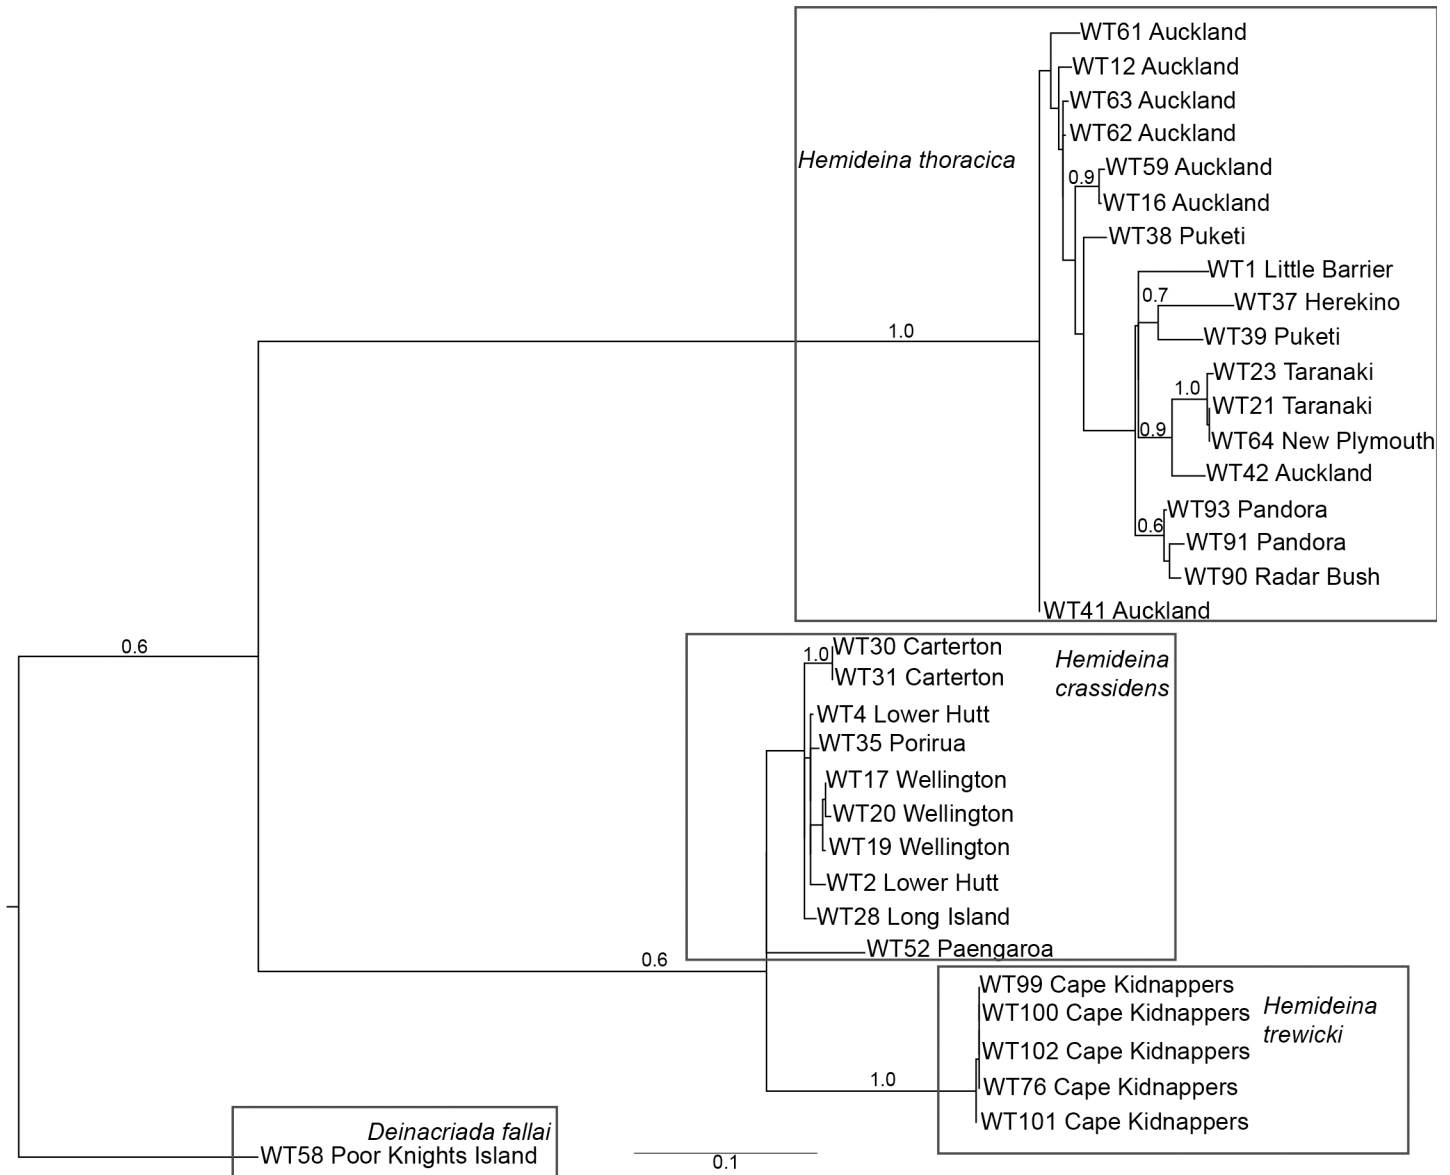 WT61 Auckland
WT12 Auckland
WT63 Auckland
WT62 Auckland
Hemideina thoracica
WT59 Auckland
0.9
WT16 Auckland
WT38 Puketi
WT1 Little Barrier
0.7
WT37 Herekino
1.0
WT39 Puketi
WT23 Taranaki
1.0
WT21 Taranaki
0.9
WT64 New Plymouth
WT42 Auckland
WT93 Pandora
0.6
WT91 Pandora
WT90 Radar Bush
WT41 Auckland
0.6
WT30 Carterton
1.0
WT31 Carterton
Hemideina
crassidens
WT4 Lower Hutt
WT35 Porirua
WT17 Wellington
WT20 Wellington
WT19 Wellington
WT2 Lower Hutt
WT28 Long Island
WT52 Paengaroa
0.6
WT99 Cape Kidnappers
WT100 Cape Kidnappers
Hemideina
trewicki
WT102 Cape Kidnappers
1.0
WT76 Cape Kidnappers
WT101 Cape Kidnappers
Deinacriada fallai
WT58 Poor Knights Island
0.1